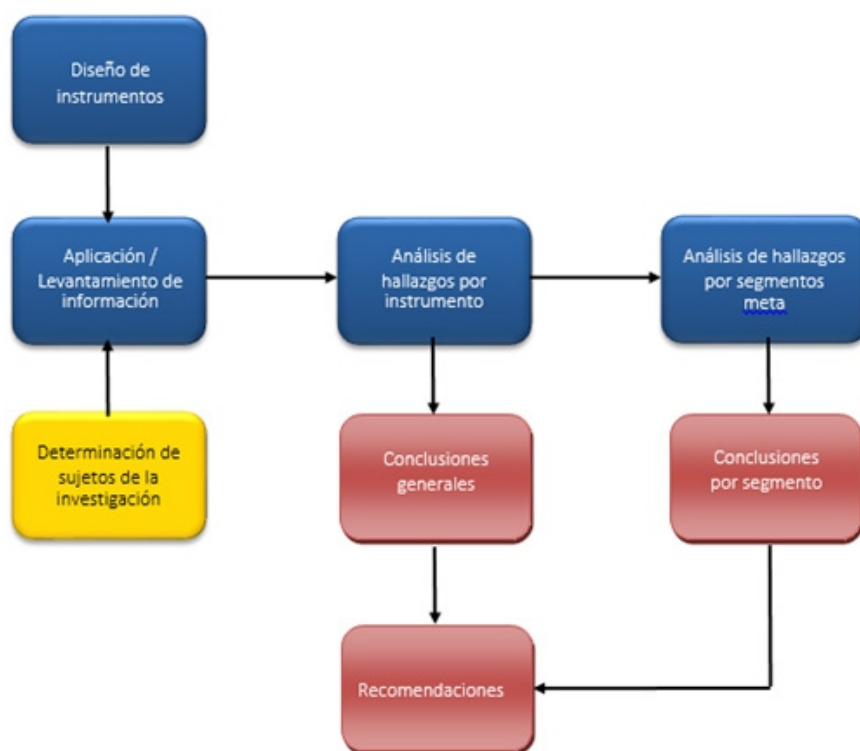 Diseño de
instrumentos
Aplicación /
Levantamiento de
información
Análisis de
hallazgos por
instrumento
Análisis de hallazgos
por segmentos
meta
Determinación de
sujetos de la
investigación
Conclusiones
generales
Conclusiones
por segmento
Recomendaciones